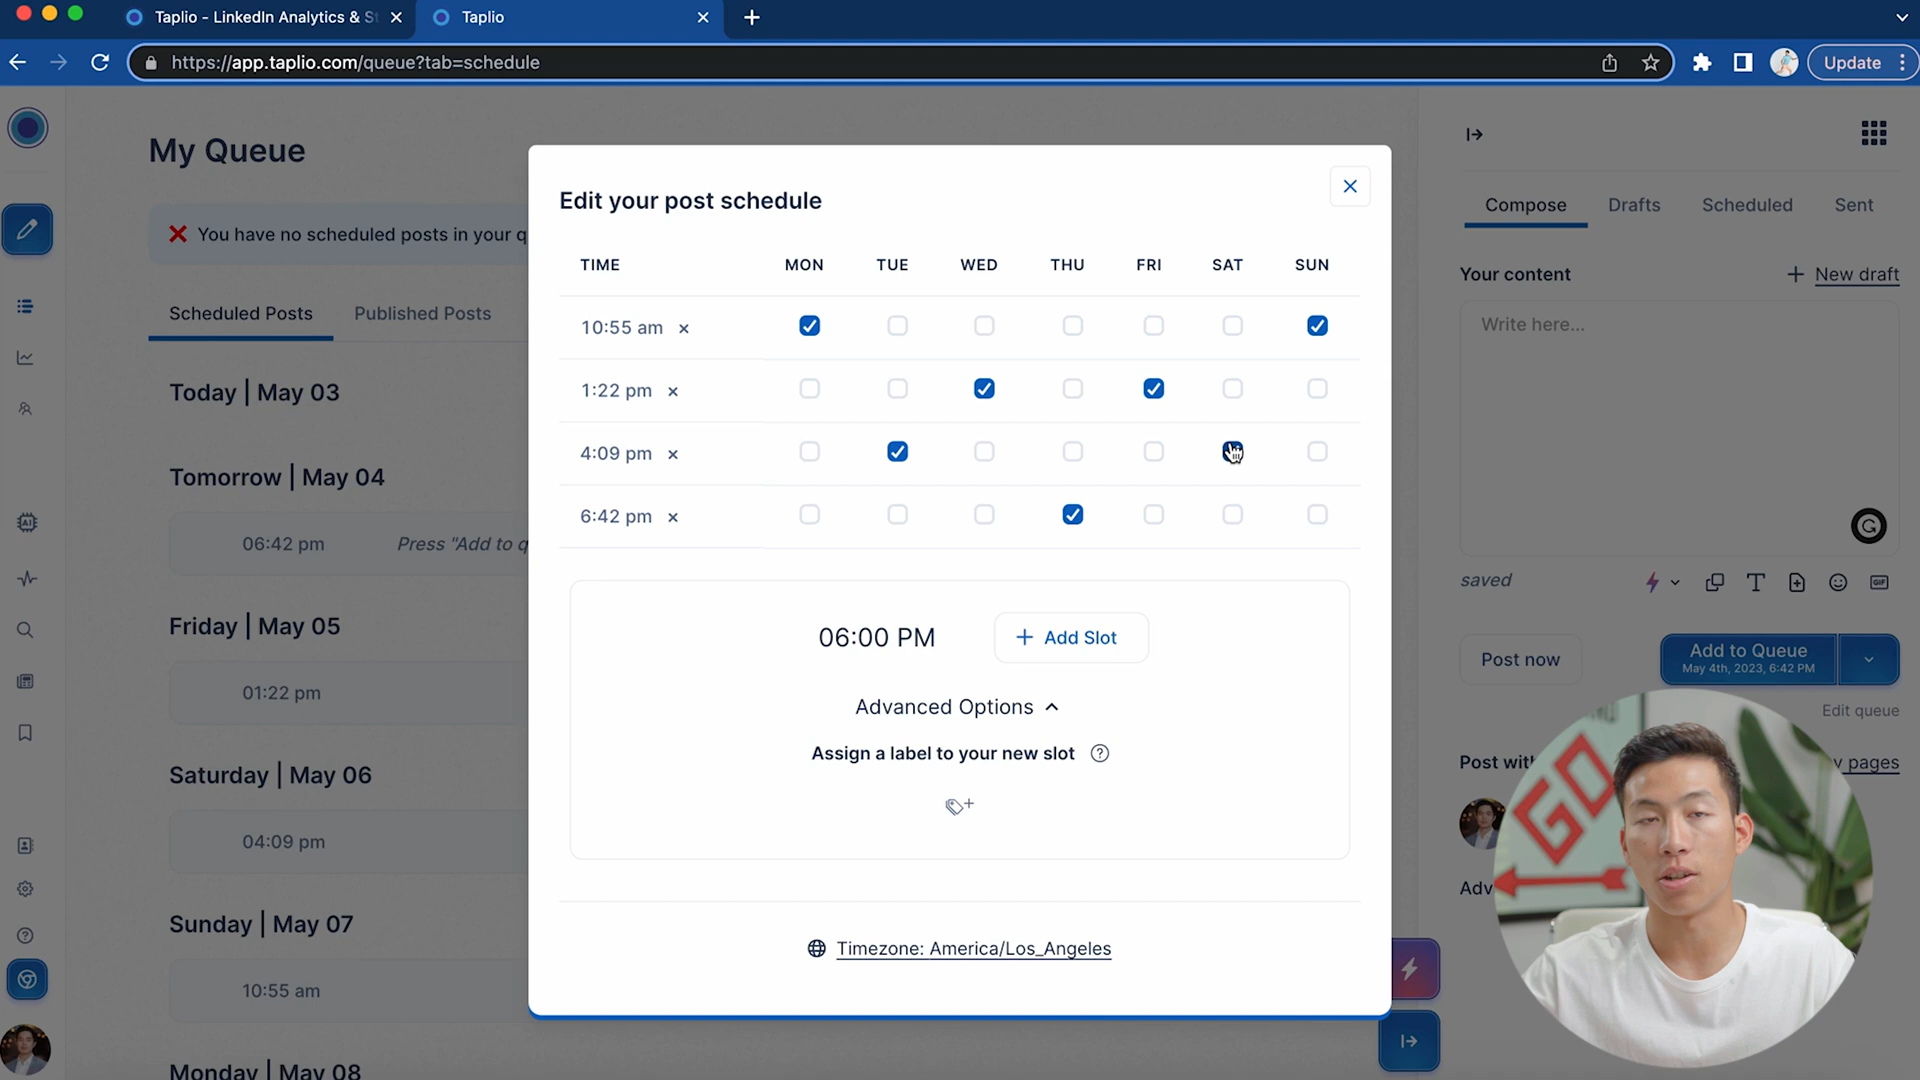 Taplio - LinkedIn Analytics & St
Taplio
https://app.taplio.com/queue?tab=schedule
Update
My Queue
You have no scheduled posts in your q
Scheduled Posts
Published Posts
Today | May 03
Tomorrow | May 04
06:42 pm
Press "Add to q
Friday | May 05
01:22 pm
Saturday | May 06
04:09 pm
Sunday | May 07
10:55 am
Monday | May 08
Edit your post schedule
TIME MON TUE WED THU FRI SAT SUN
10:55 am
1:22 pm
4:09 pm
6:42 pm
06:00 PM
+ Add Slot
Advanced Options
Assign a label to your new slot
Timezone: America/Los_Angeles
Compose
Drafts
Scheduled
Sent
Your content
+ New draft
Write here...
saved
GIF
Post now
Add to Queue
May 4th, 2023, 6:42 PM
Edit queue
Post wit
pages
Adv
GO
AI